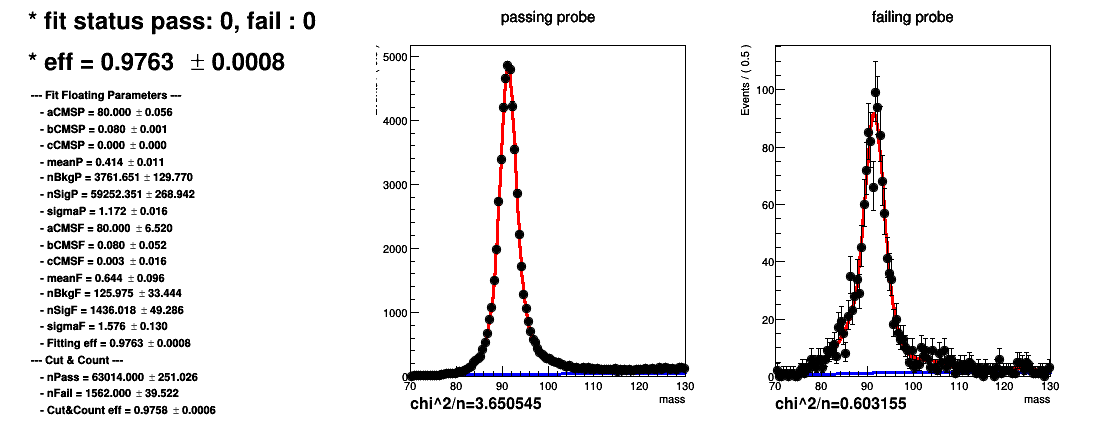 * fit status pass: 0, fail : 0
* eff = 0.9763 ± 0.0008
--- Fit Floating Parameters ---
- aCMSP = 80.000 ± 0.056
- bCMSP = 0.080 ± 0.001
- cCMSP = 0.000 ± 0.000
- meanP = 0.414 ± 0.011
- nBkgP = 3761.651 ± 129.770
- nSigP = 59252.351 ± 268.942
- sigmaP = 1.172 ± 0.016
- aCMSF = 80.000 ± 6.520
- bCMSF = 0.080 ± 0.052
- cCMSF = 0.003 ± 0.016
- meanF = 0.644 ± 0.096
- nBkgF = 125.975 ± 33.444
- nSigF = 1436.018 ± 49.286
- sigmaF = 1.576 ± 0.130
- Fitting eff = 0.9763 ± 0.0008
--- Cut & Count ---
- nPass = 63014.000 ± 251.026
- nFail = 1562.000 ± 39.522
- Cut&Count eff = 0.9758 ± 0.0006
passing probe
5000
4000
3000
2000
1000
0
70 80 90 100 110 120 130
mass
chi^2/n=3.650545
failing probe
Events / ( 0.5 )
100
80
60
40
20
0
70 80 90 100 110 120 130
mass
chi^2/n=0.603155